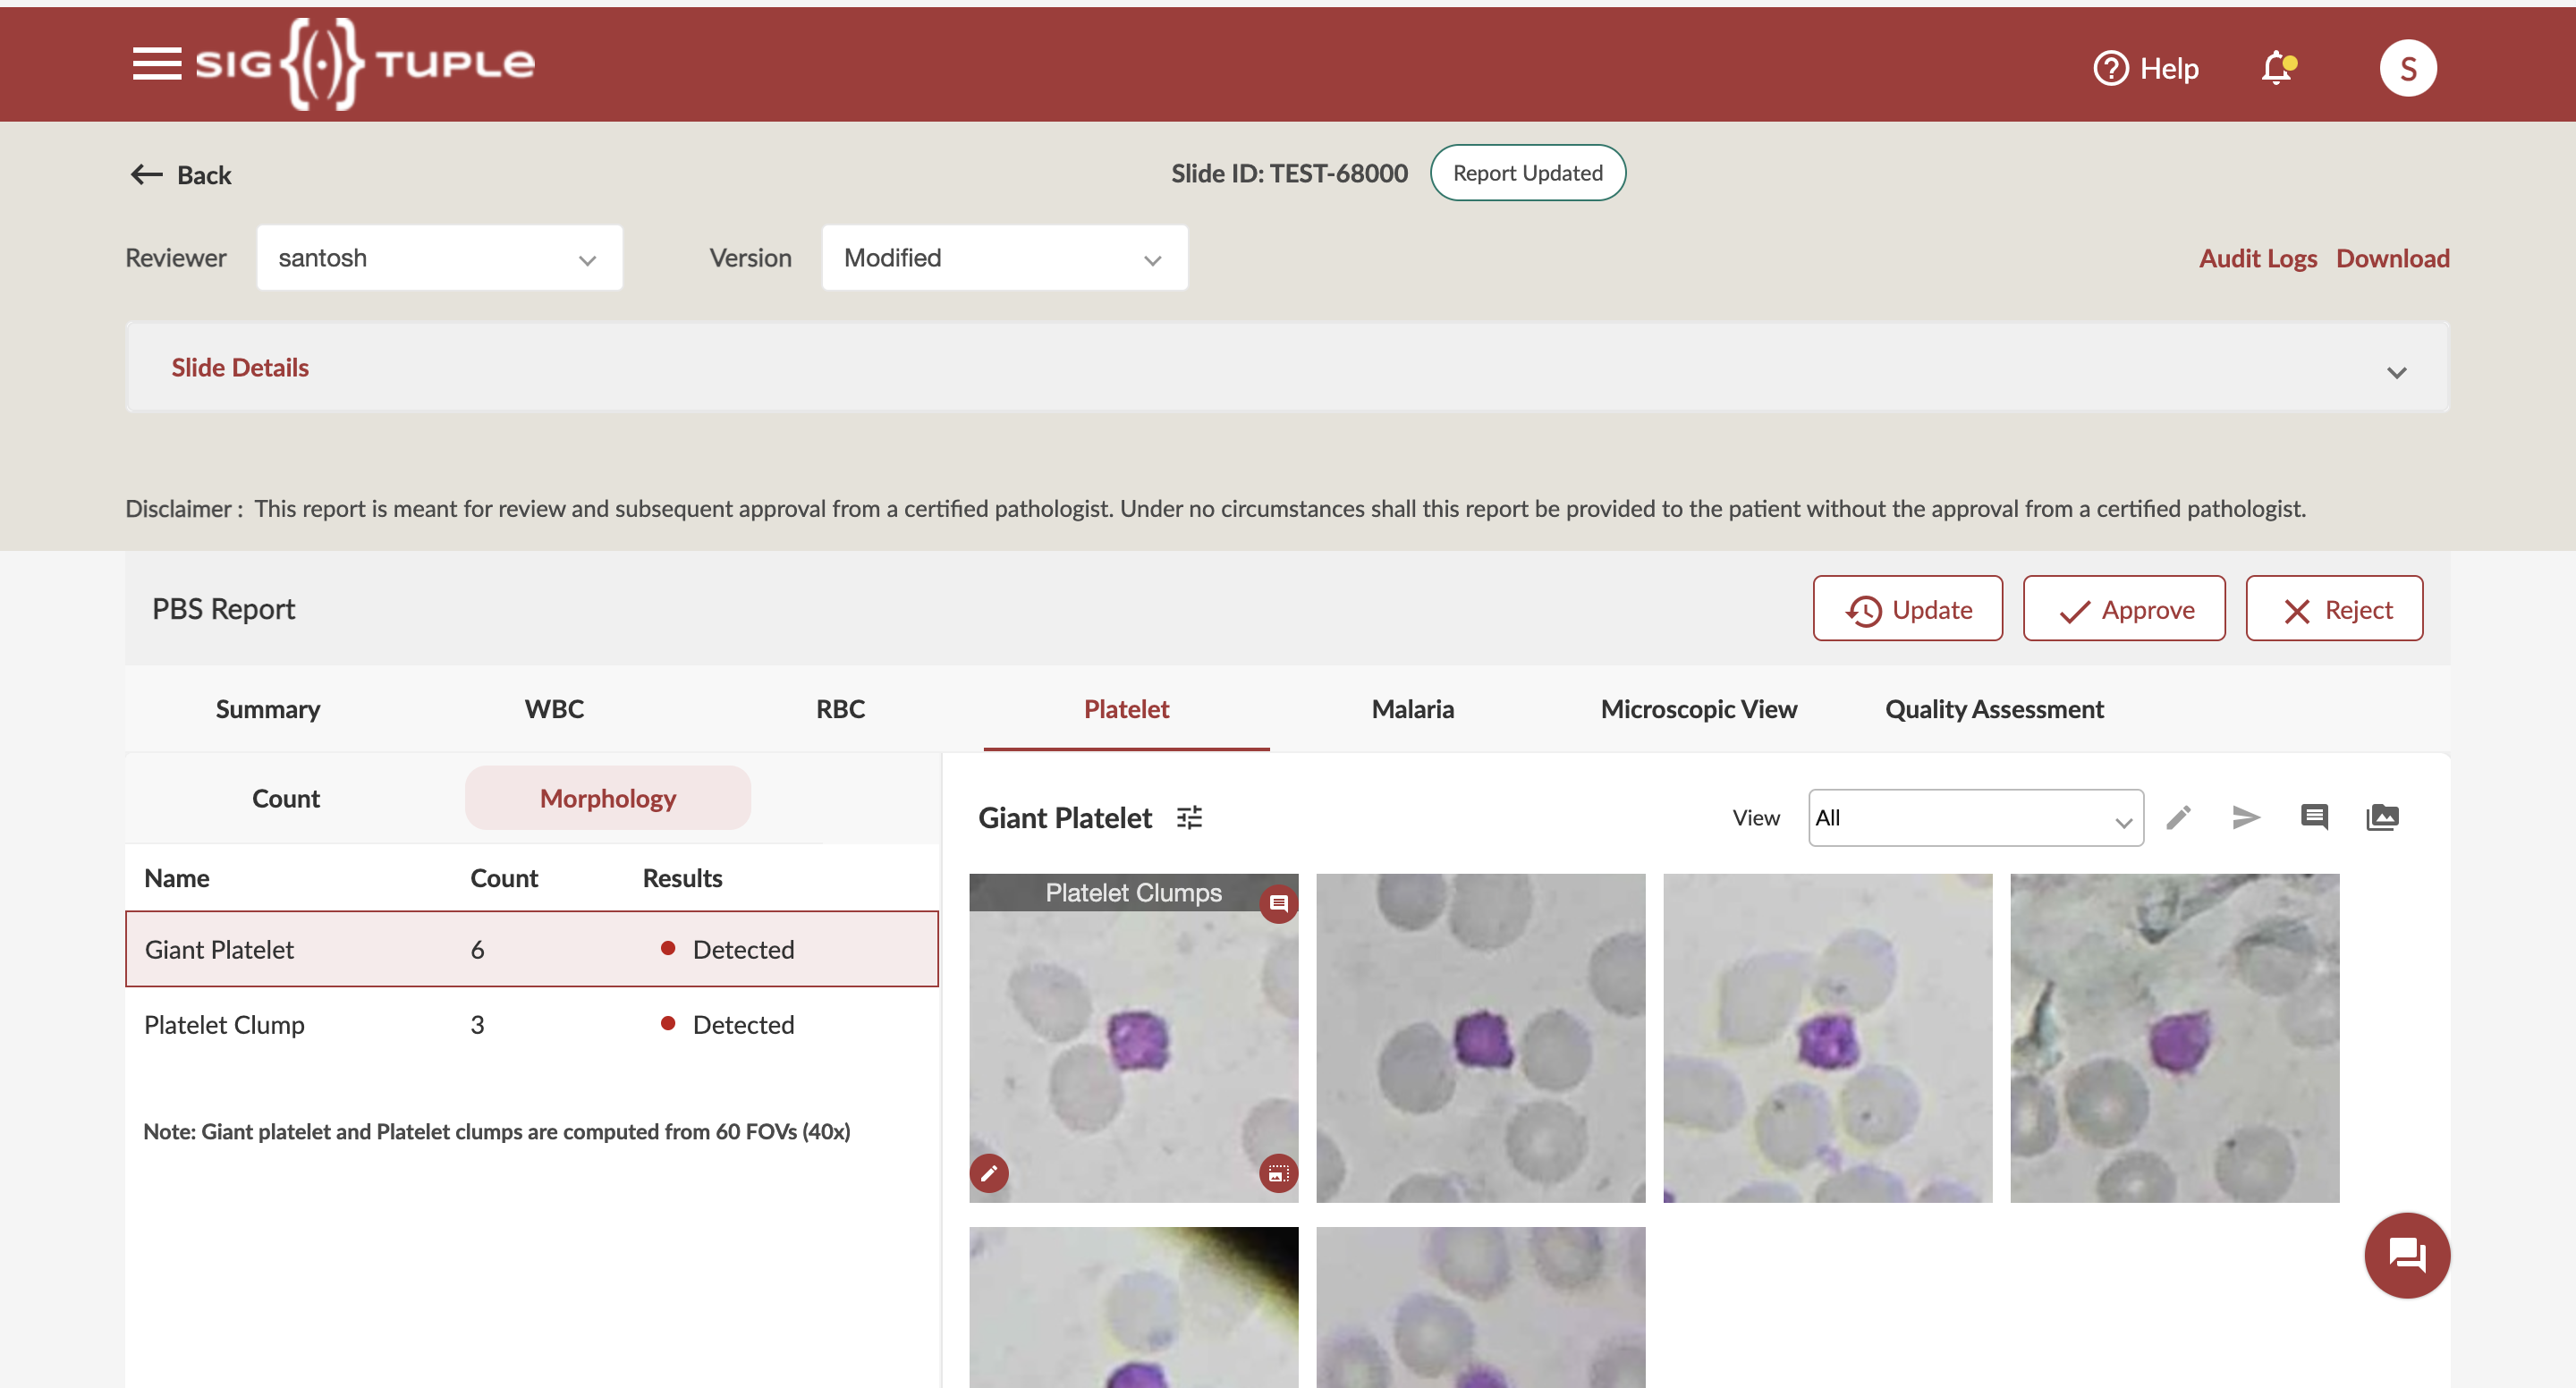 SIG{(·)}TUPLE
Help
S
Back
Slide ID: TEST-68000
Report Updated
Reviewer
santosh
Version
Modified
Audit Logs
Download
Slide Details
Disclaimer : This report is meant for review and subsequent approval from a certified pathologist. Under no circumstances shall this report be provided to the patient without the approval from a certified pathologist.
PBS Report
Update
Approve
Reject
Summary
WBC
RBC
Platelet
Malaria
Microscopic View
Quality Assessment
Count
Morphology
Name Count Results
Giant Platelet 6 Detected
Platelet Clump 3 Detected
Note: Giant platelet and Platelet clumps are computed from 60 FOVs (40x)
Giant Platelet
View
All
Platelet Clumps